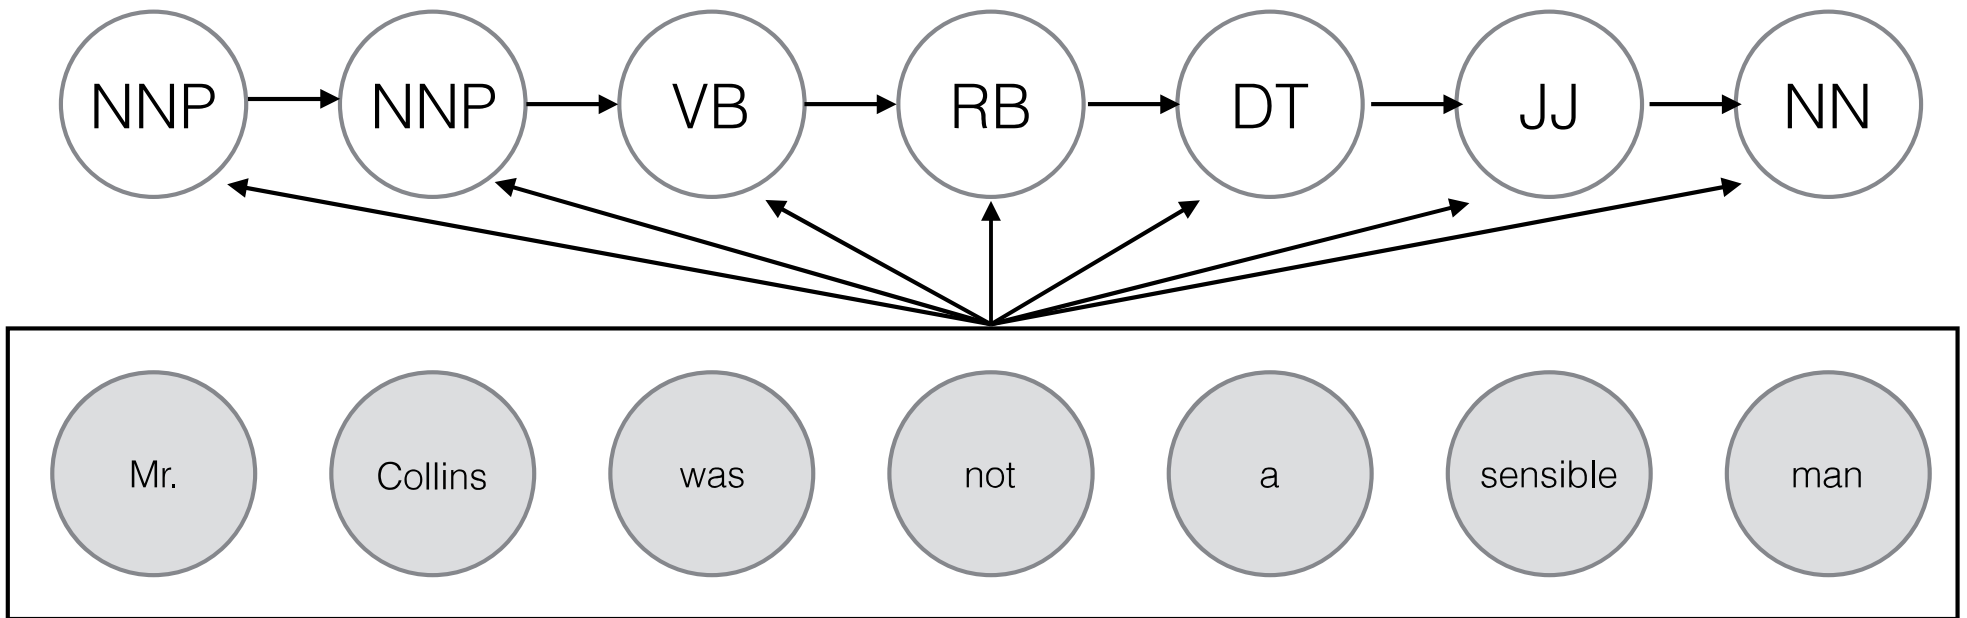 NNP NNP VB RB DT JJ NN
Mr. Collins was not a sensible man